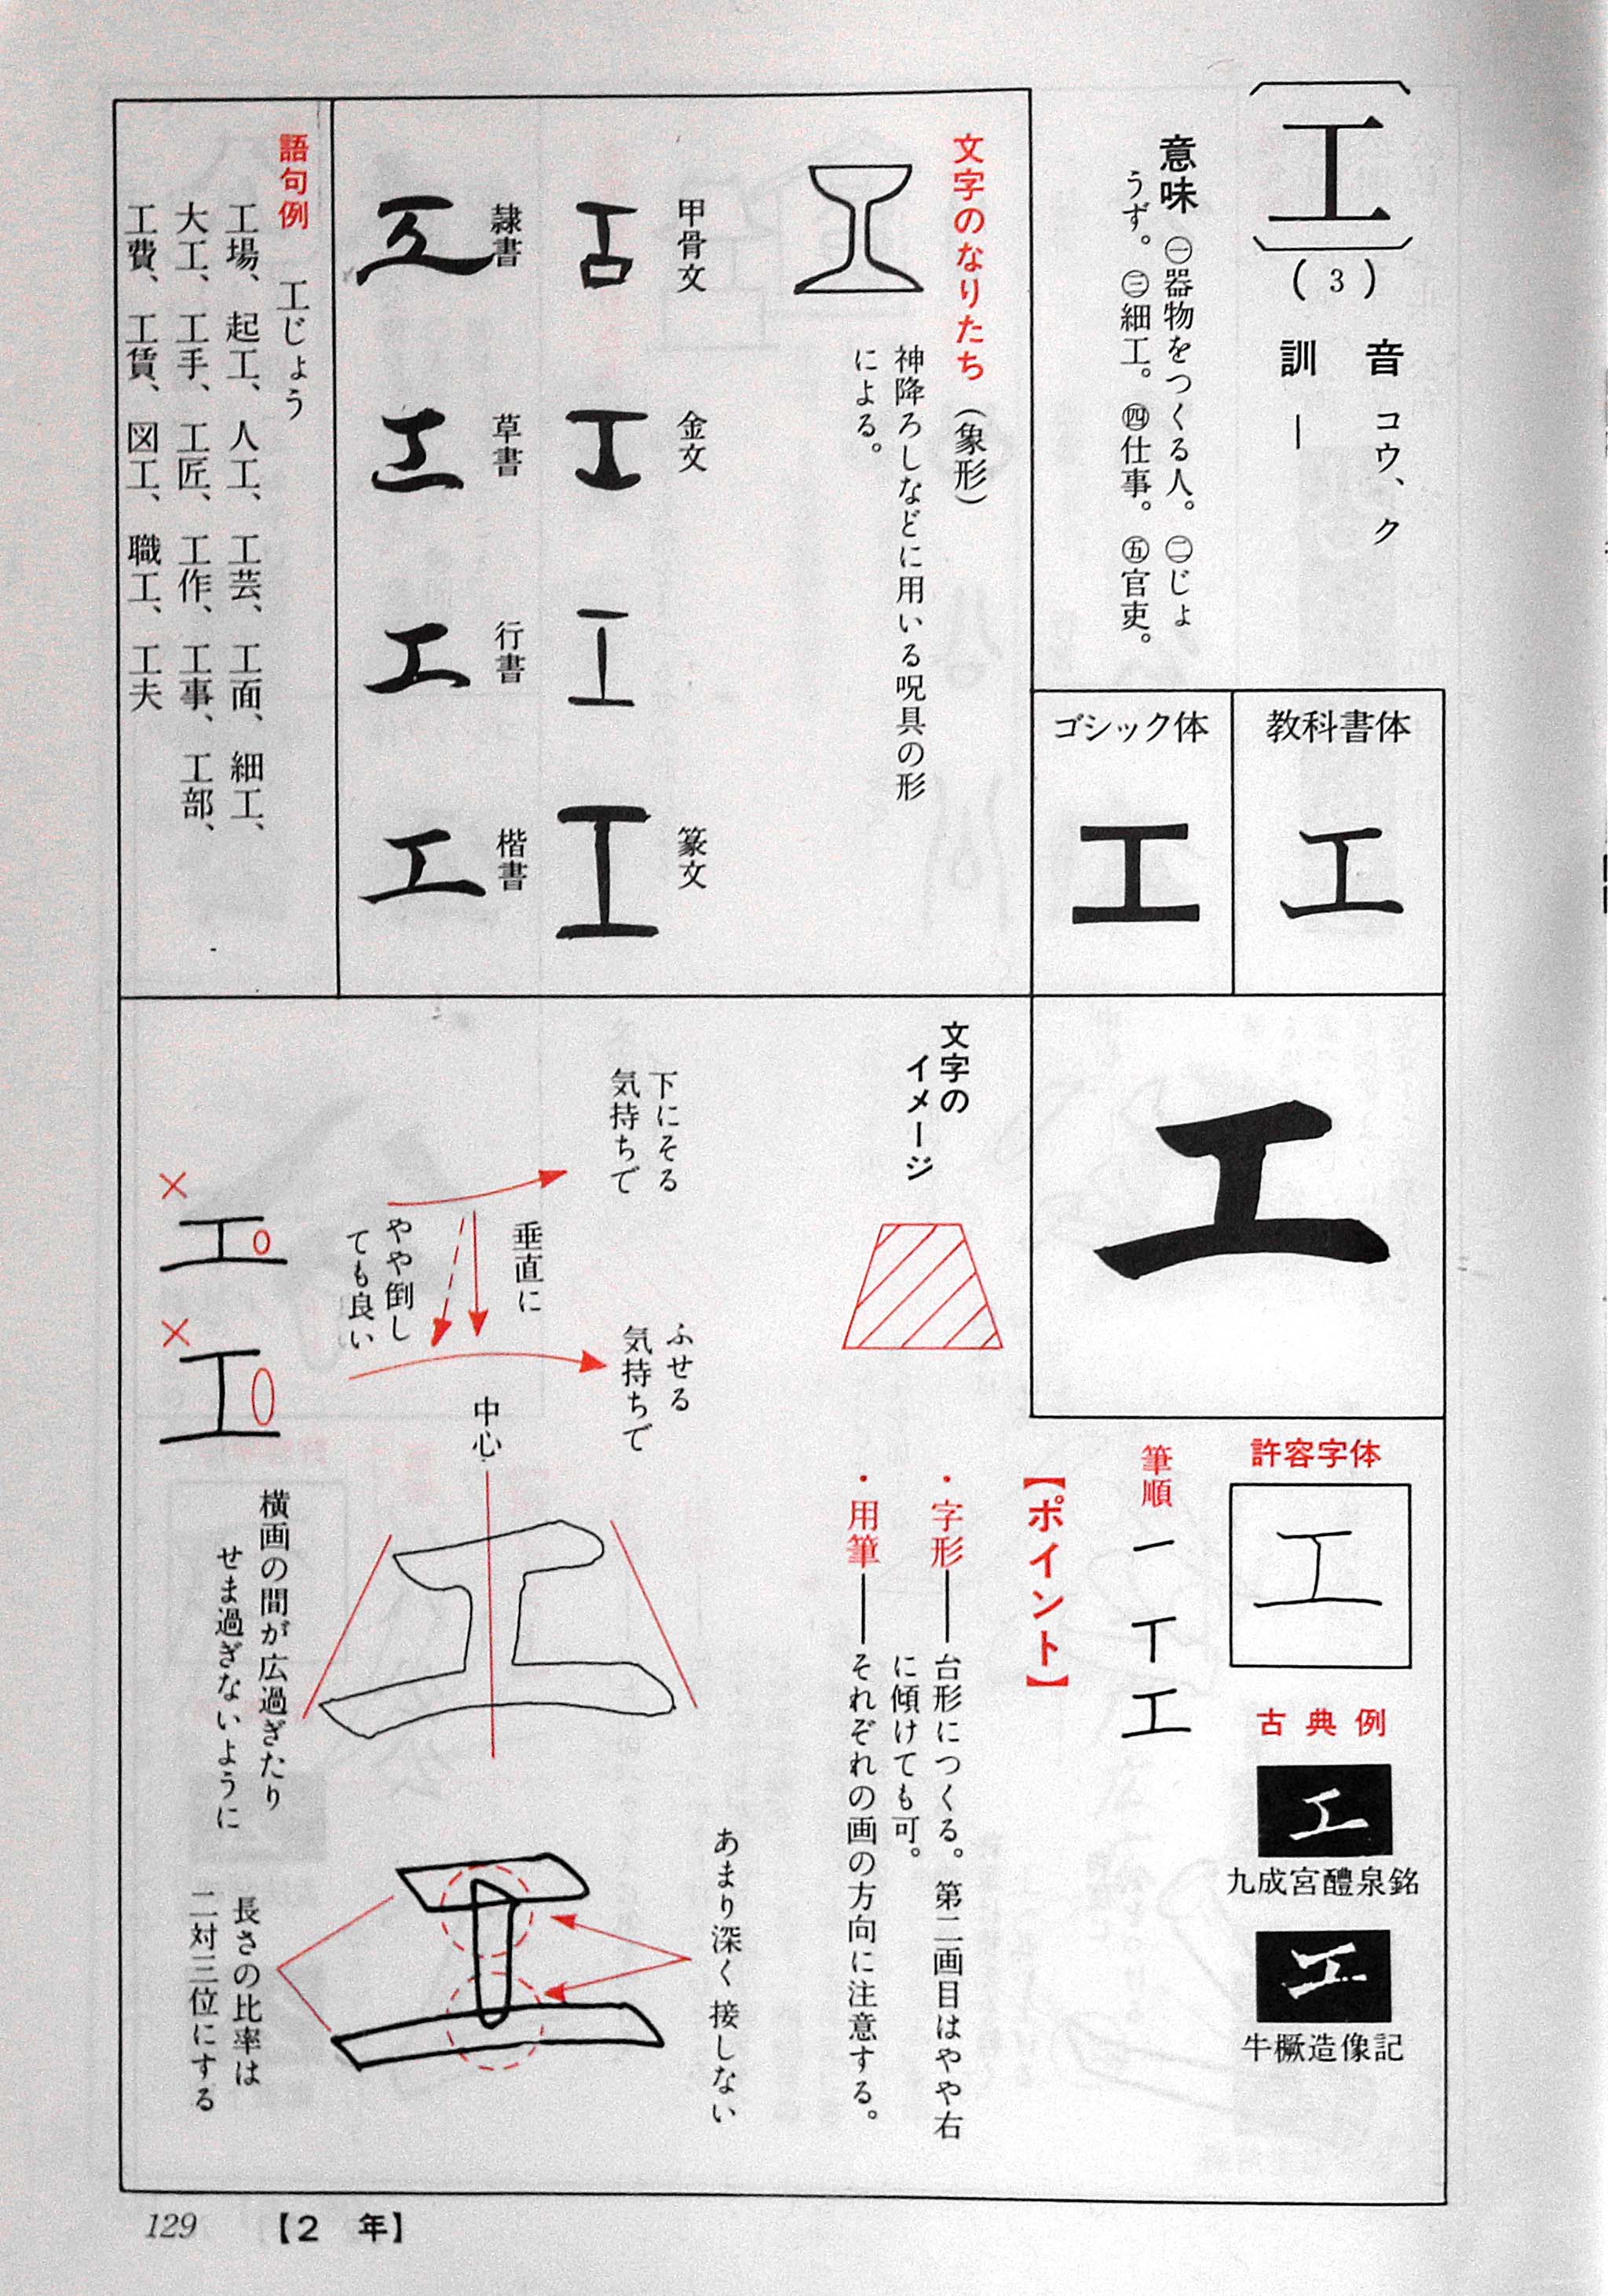 工
(3)
音 コウ、ク
訓 ―
意味 ㊀器物をつくる人。㊁じょ
うず。㊂細工。㊃仕事。㊄官吏。
教科書体
工
ゴシック体
工
文字のなりたち（象形）
神降ろしなどに用いる呪具の形
による。
甲骨文
金文
篆文
隷書
草書
行書
楷書
工
語句例 工じょう
工場、起工、人工、工芸、工面、細工、
大工、工手、工匠、工作、工事、工部、
工費、工賃、図工、職工、工夫
工
許容字体
工
古典例
工
九成宮醴泉銘
工
牛橛造像記
筆順
一 丅 工
【ポイント】
・字形――台形につくる。第二画目はやや右
に傾けても可。
・用筆――それぞれの画の方向に注意する。
文字の
イメージ
下にそる
気持ちで
垂直に
やや倒し
ても良い
ふせる
気持ちで
中心
× 工
× 工
横画の間が広過ぎたり
せま過ぎないように
あまり深く接しない
長さの比率は
二対三位にする
129 【2 年】